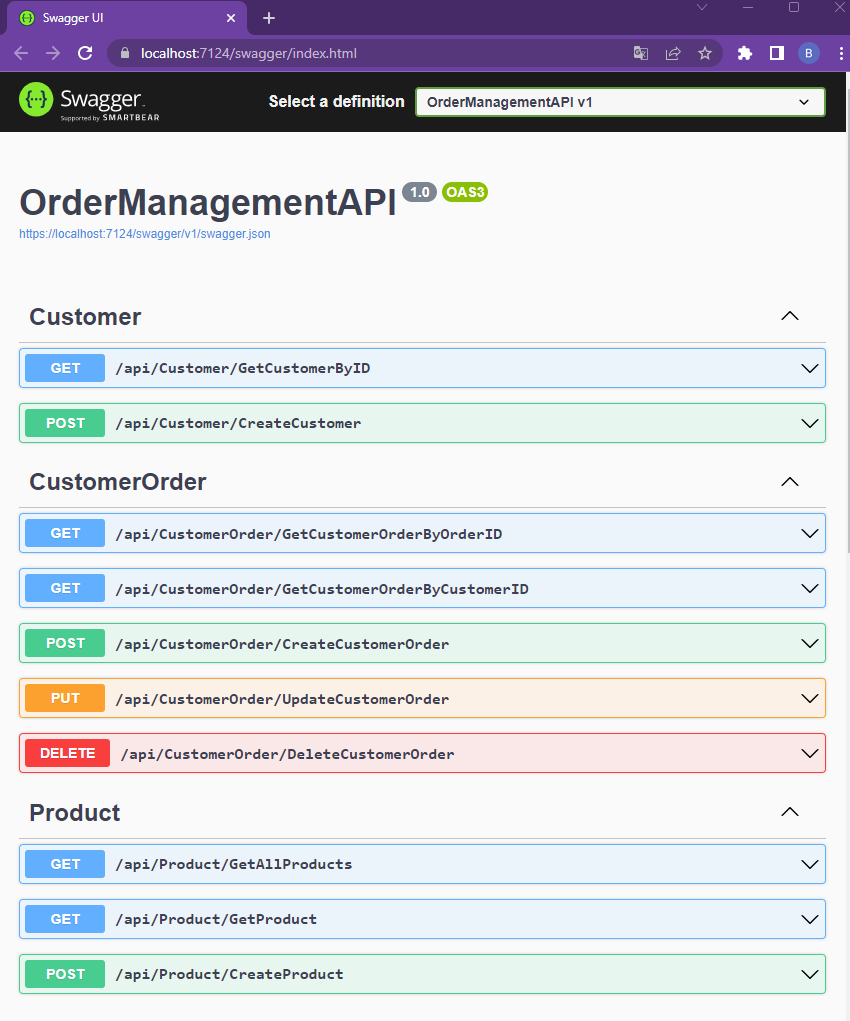 Swagger UI
localhost:7124/swagger/index.html
B
Swagger
Supported by SMARTBEAR
Select a definition
OrderManagementAPI v1
OrderManagementAPI 1.0 OAS3
https://localhost:7124/swagger/v1/swagger.json
Customer
GET /api/Customer/GetCustomerByID
POST /api/Customer/CreateCustomer
CustomerOrder
GET /api/CustomerOrder/GetCustomerOrderByOrderID
GET /api/CustomerOrder/GetCustomerOrderByCustomerID
POST /api/CustomerOrder/CreateCustomerOrder
PUT /api/CustomerOrder/UpdateCustomerOrder
DELETE /api/CustomerOrder/DeleteCustomerOrder
Product
GET /api/Product/GetAllProducts
GET /api/Product/GetProduct
POST /api/Product/CreateProduct